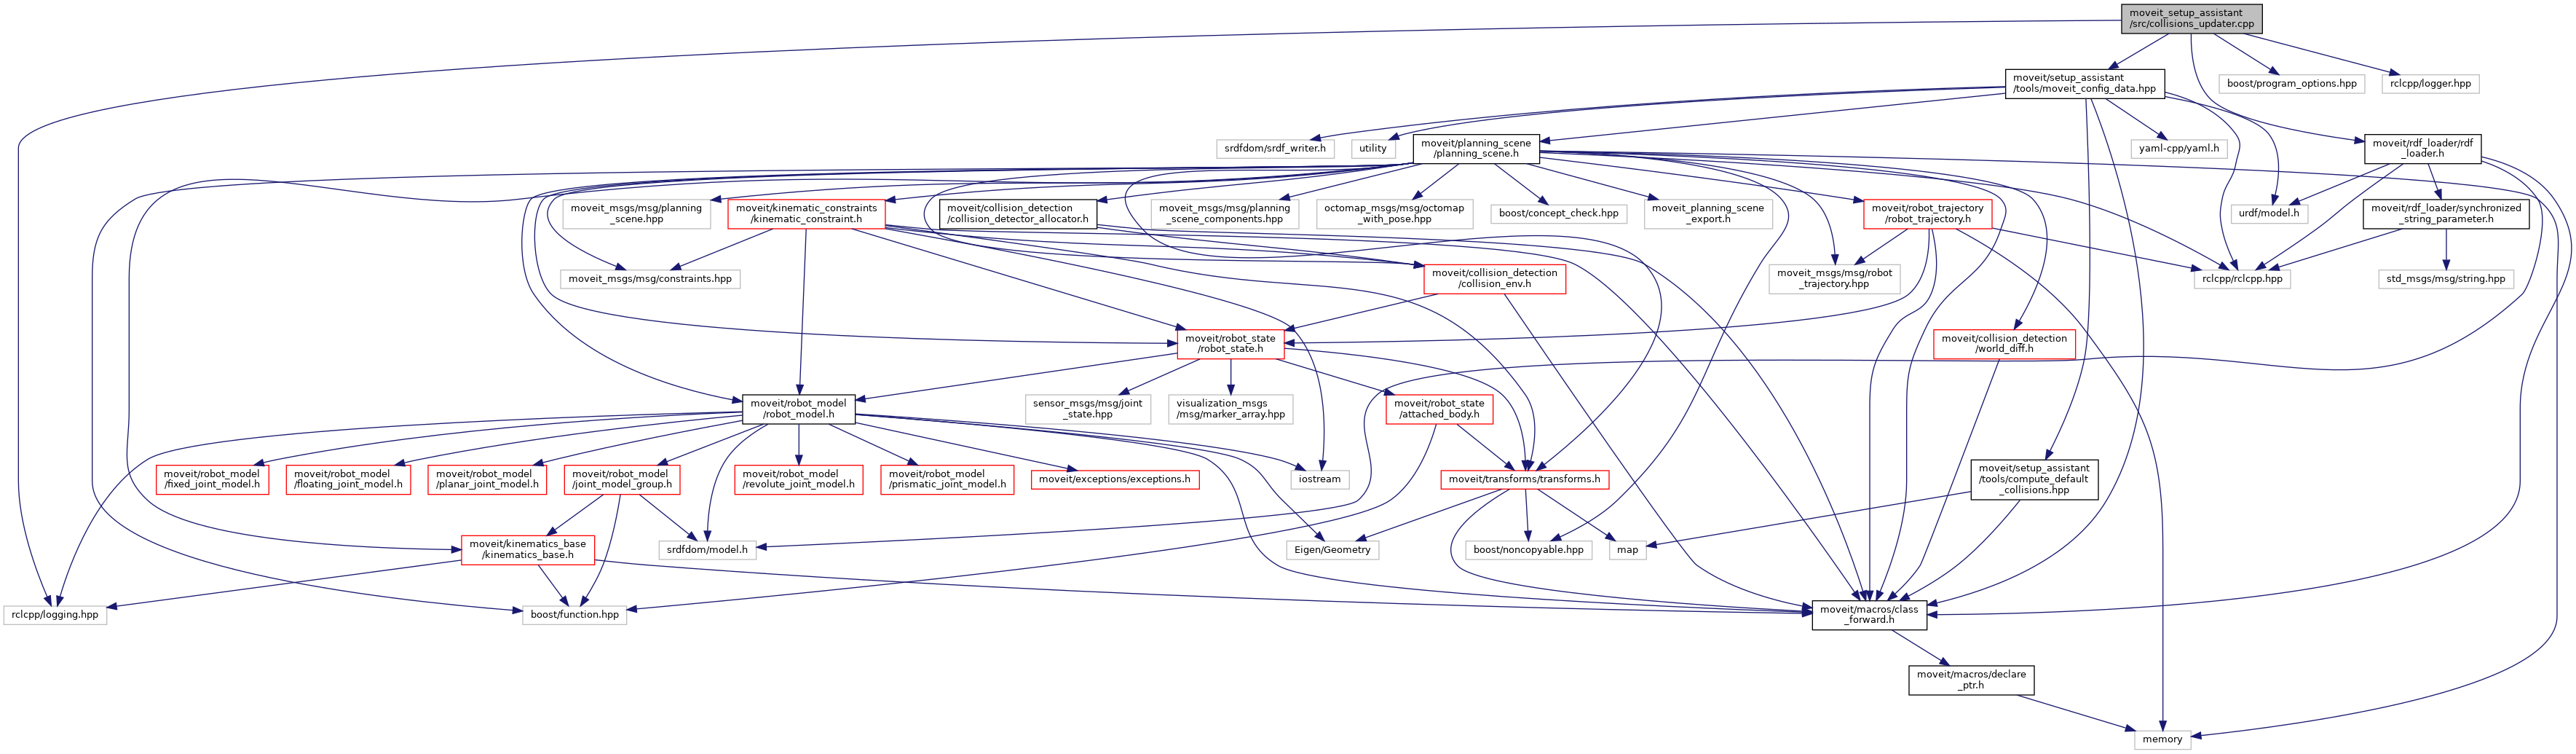 moveit_setup_assistant
/src/collisions_updater.cpp
moveit/setup_assistant
/tools/moveit_config_data.hpp
boost/program_options.hpp
rclcpp/logger.hpp
srdfdom/srdf_writer.h
utility
moveit/planning_scene
/planning_scene.h
yaml-cpp/yaml.h
moveit/rdf_loader/rdf
_loader.h
moveit_msgs/msg/planning
_scene.hpp
moveit/kinematic_constraints
/kinematic_constraint.h
moveit/collision_detection
/collision_detector_allocator.h
moveit_msgs/msg/planning
_scene_components.hpp
octomap_msgs/msg/octomap
_with_pose.hpp
boost/concept_check.hpp
moveit_planning_scene
_export.h
moveit/robot_trajectory
/robot_trajectory.h
urdf/model.h
moveit/rdf_loader/synchronized
_string_parameter.h
moveit_msgs/msg/constraints.hpp
moveit/collision_detection
/collision_env.h
moveit_msgs/msg/robot
_trajectory.hpp
rclcpp/rclcpp.hpp
std_msgs/msg/string.hpp
moveit/robot_state
/robot_state.h
moveit/collision_detection
/world_diff.h
moveit/robot_model
/robot_model.h
sensor_msgs/msg/joint
_state.hpp
visualization_msgs
/msg/marker_array.hpp
moveit/robot_state
/attached_body.h
moveit/robot_model
/fixed_joint_model.h
moveit/robot_model
/floating_joint_model.h
moveit/robot_model
/planar_joint_model.h
moveit/robot_model
/joint_model_group.h
moveit/robot_model
/revolute_joint_model.h
moveit/robot_model
/prismatic_joint_model.h
moveit/exceptions/exceptions.h
iostream
moveit/transforms/transforms.h
moveit/setup_assistant
/tools/compute_default
_collisions.hpp
moveit/kinematics_base
/kinematics_base.h
srdfdom/model.h
Eigen/Geometry
boost/noncopyable.hpp
map
rclcpp/logging.hpp
boost/function.hpp
moveit/macros/class
_forward.h
moveit/macros/declare
_ptr.h
memory